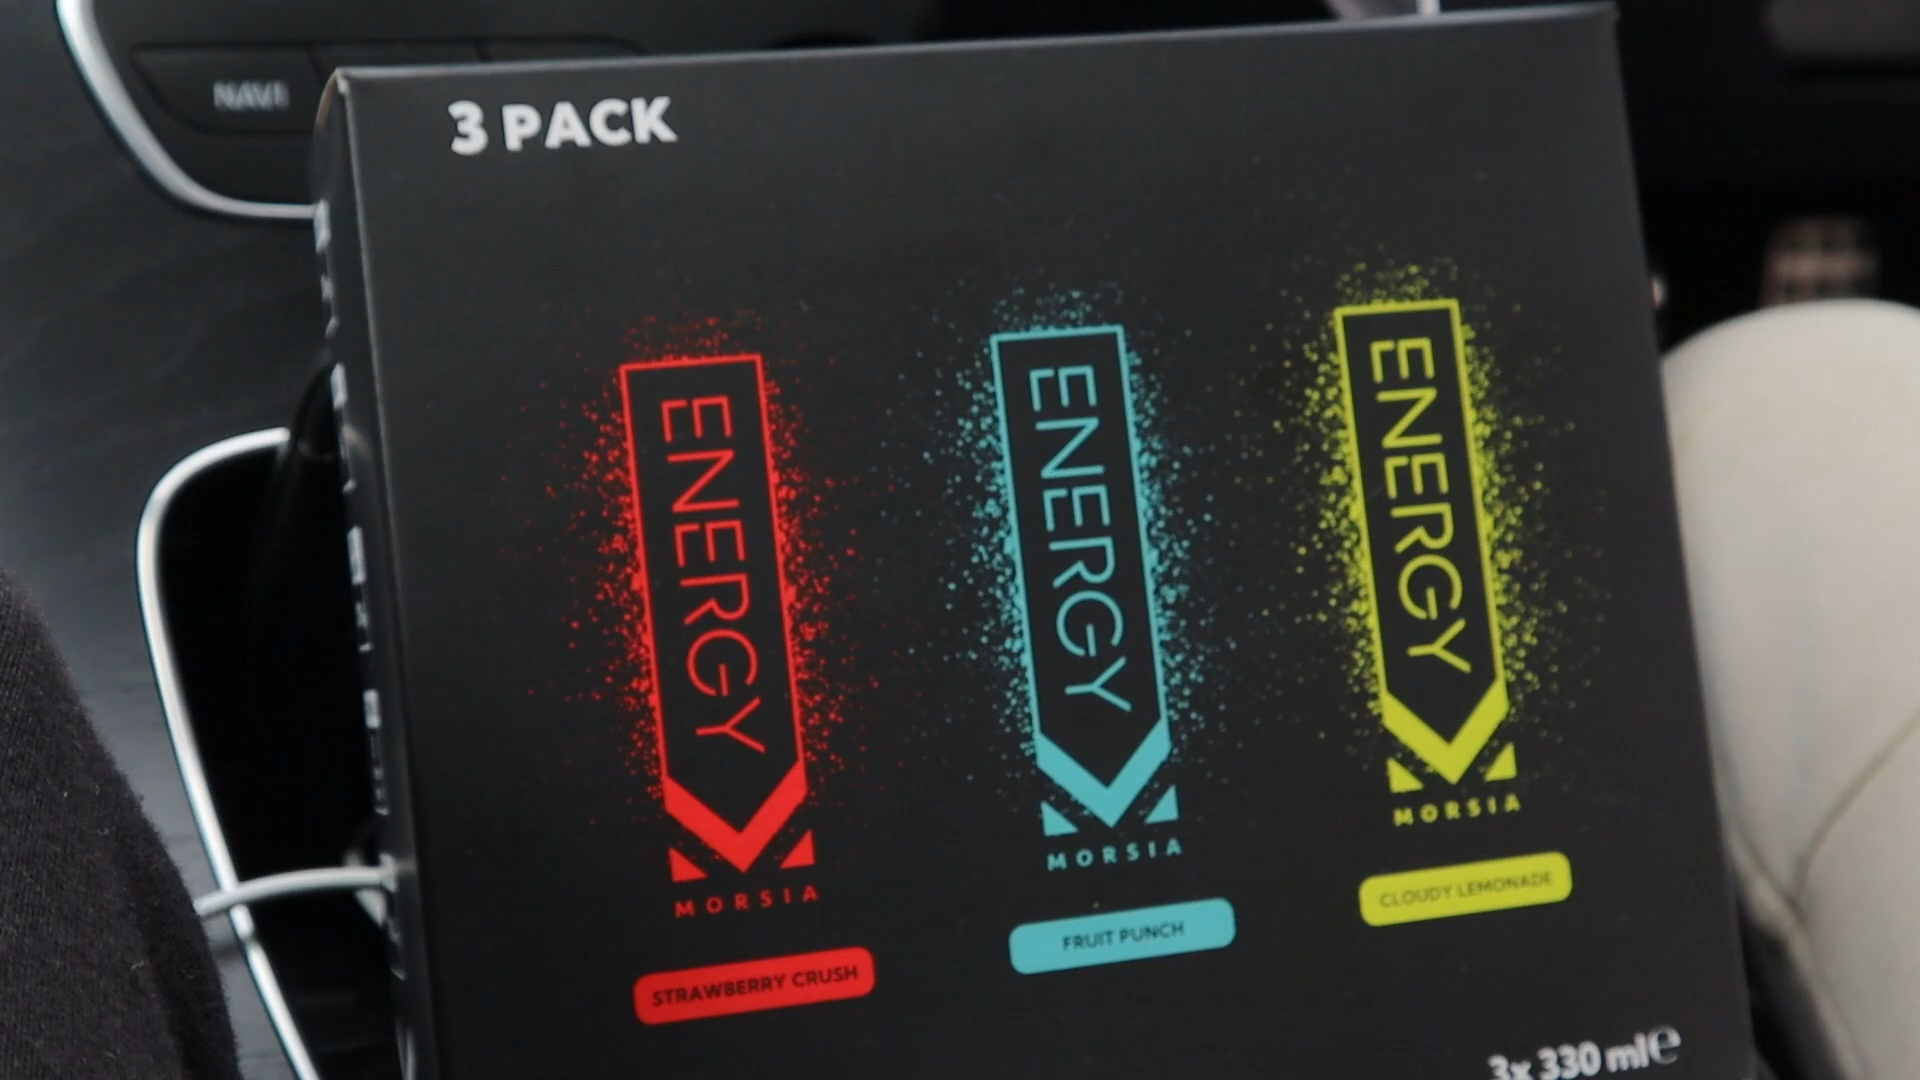 NAVI
3 PACK
ENERGY
MORSIA
STRAWBERRY CRUSH
ENERGY
MORSIA
FRUIT PUNCH
ENERGY
MORSIA
CLOUDY LEMONADE
3x 330 ml℮